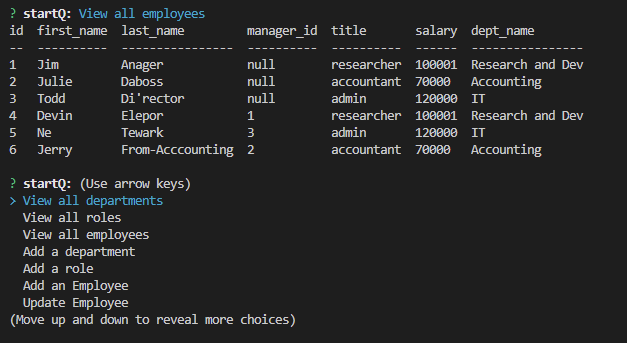 ? startQ: View all employees
id  first_name  last_name         manager_id  title       salary  dept_name
--  ----------  ----------------  ----------  ----------  ------  ----------------
1   Jim         Anager            null        researcher  100001  Research and Dev
2   Julie       Daboss            null        accountant  70000   Accounting
3   Todd        Di'rector         null        admin       120000  IT
4   Devin       Elepor            1           researcher  100001  Research and Dev
5   Ne          Tewark            3           admin       120000  IT
6   Jerry       From-Acccounting  2           accountant  70000   Accounting
? startQ: (Use arrow keys)
> View all departments
  View all roles
  View all employees
  Add a department
  Add a role
  Add an Employee
  Update Employee
(Move up and down to reveal more choices)